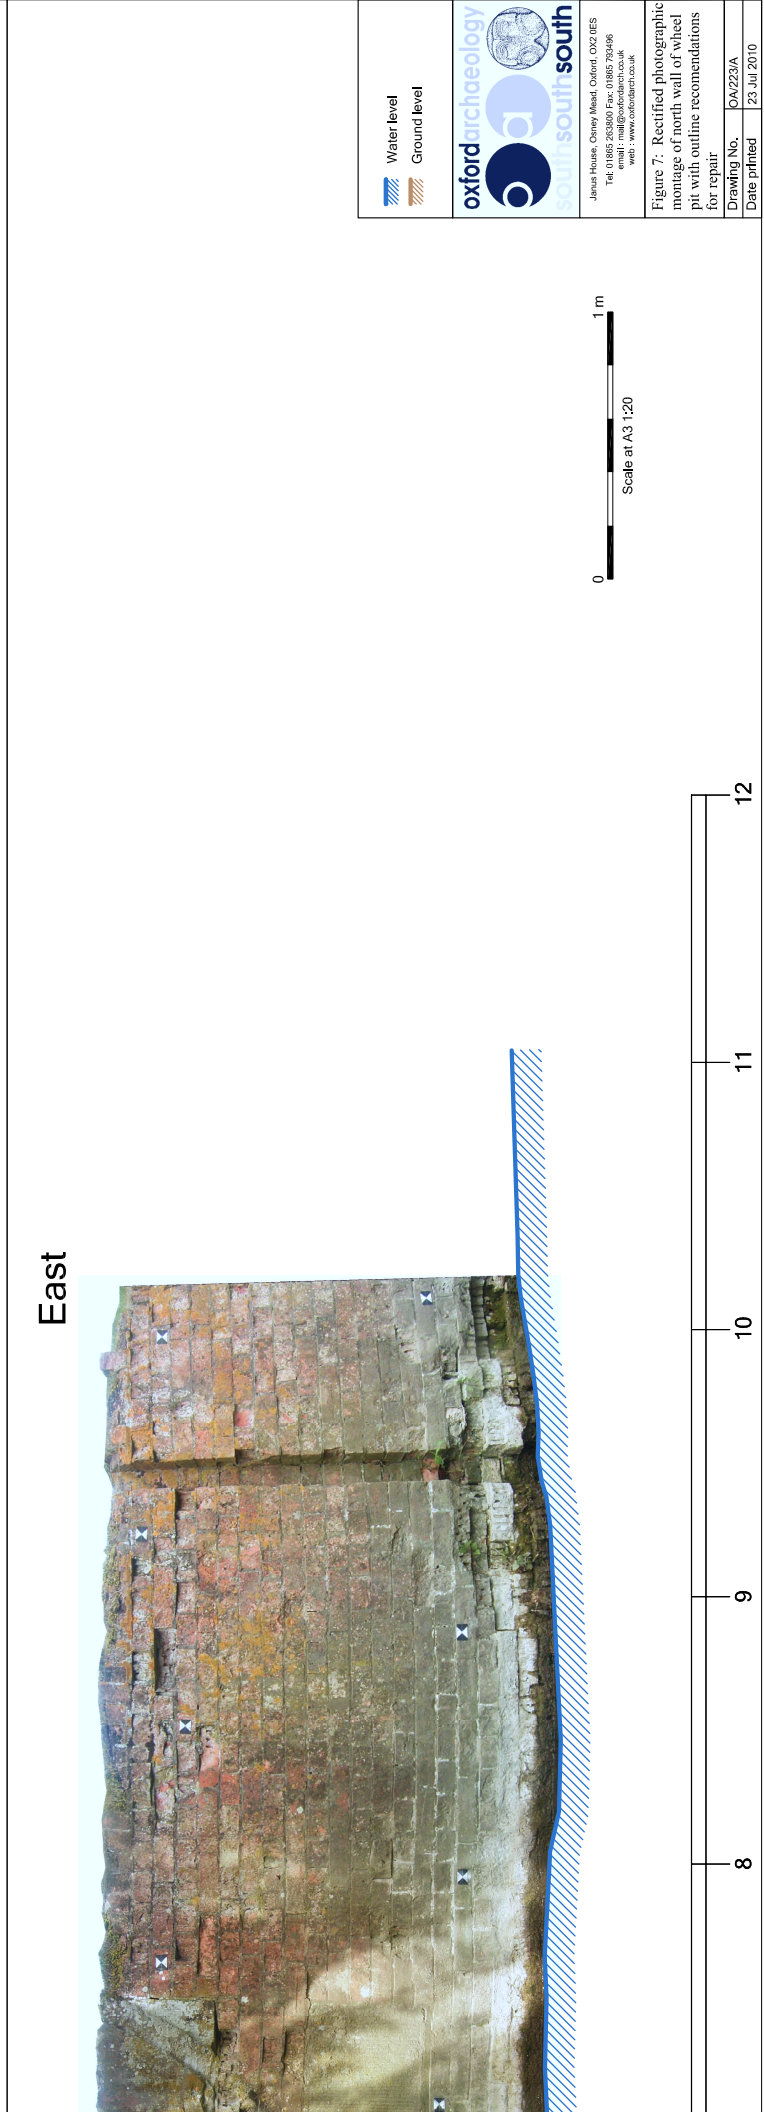 East
Water level
Ground level
oxfordarchaeology
southsouthsouth
Janus House, Osney Mead, Oxford, OX2 0ES
Tel: 01865 263800 Fax: 01865 793496
email : mail@oxfordarch.co.uk
web : www.oxfordarch.co.uk
Figure 7: Rectified photographic
montage of north wall of wheel
pit with outline recomendations
for repair
Drawing No. OA/223/A
Date printed 23 Jul 2010
0 1 m
Scale at A3 1:20
8 9 10 11 12